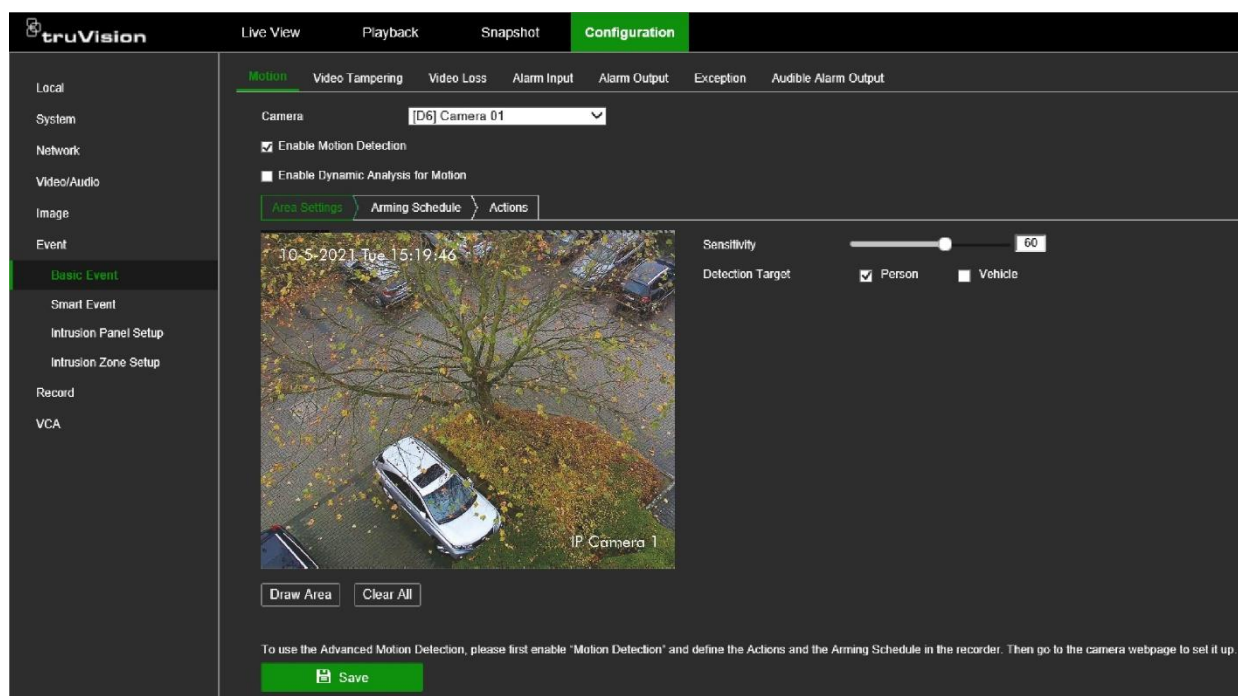 truVision
Live View Playback Snapshot Configuration
Motion Video Tampering Video Loss Alarm Input Alarm Output Exception Audible Alarm Output
Local
System
Network
Video/Audio
Image
Event
Basic Event
Smart Event
Intrusion Panel Setup
Intrusion Zone Setup
Record
VCA
Camera [D6] Camera 01
Enable Motion Detection
Enable Dynamic Analysis for Motion
Area Settings Arming Schedule Actions
10-5-2021 Tue 15:19:46
IP Camera 1
Sensitivity 60
Detection Target Person Vehicle
Draw Area Clear All
To use the Advanced Motion Detection, please first enable "Motion Detection" and define the Actions and the Arming Schedule in the recorder. Then go to the camera webpage to set it up.
Save